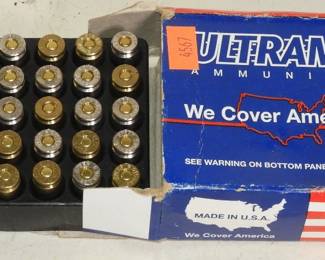 4567
ULTRAM
AMMUNI
We Cover Ame
SEE WARNING ON BOTTOM PANE
MADE IN U.S.A.
We Cover America